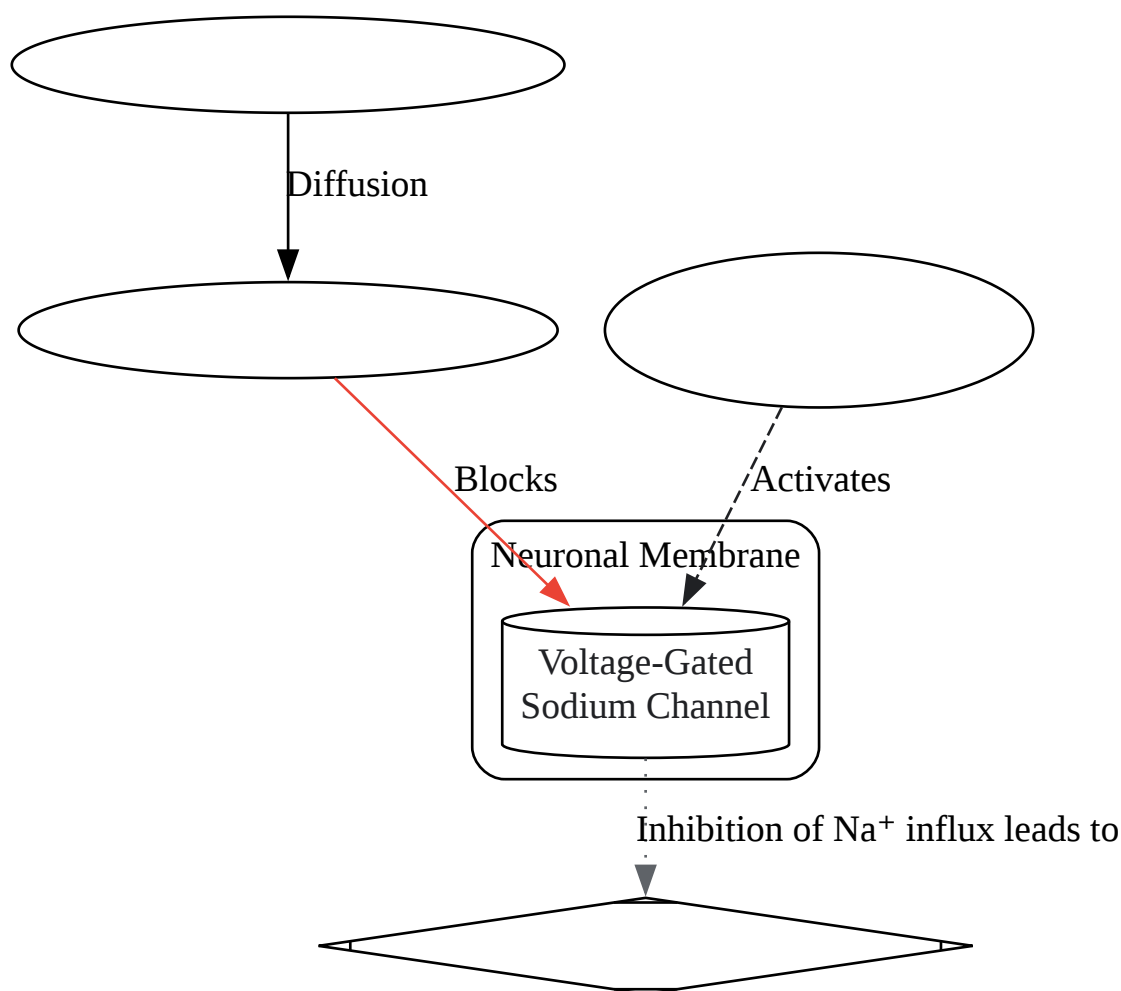 Diffusion
Blocks
Activates
Neuronal Membrane
Voltage-Gated
Sodium Channel
Inhibition of Na⁺ influx leads to